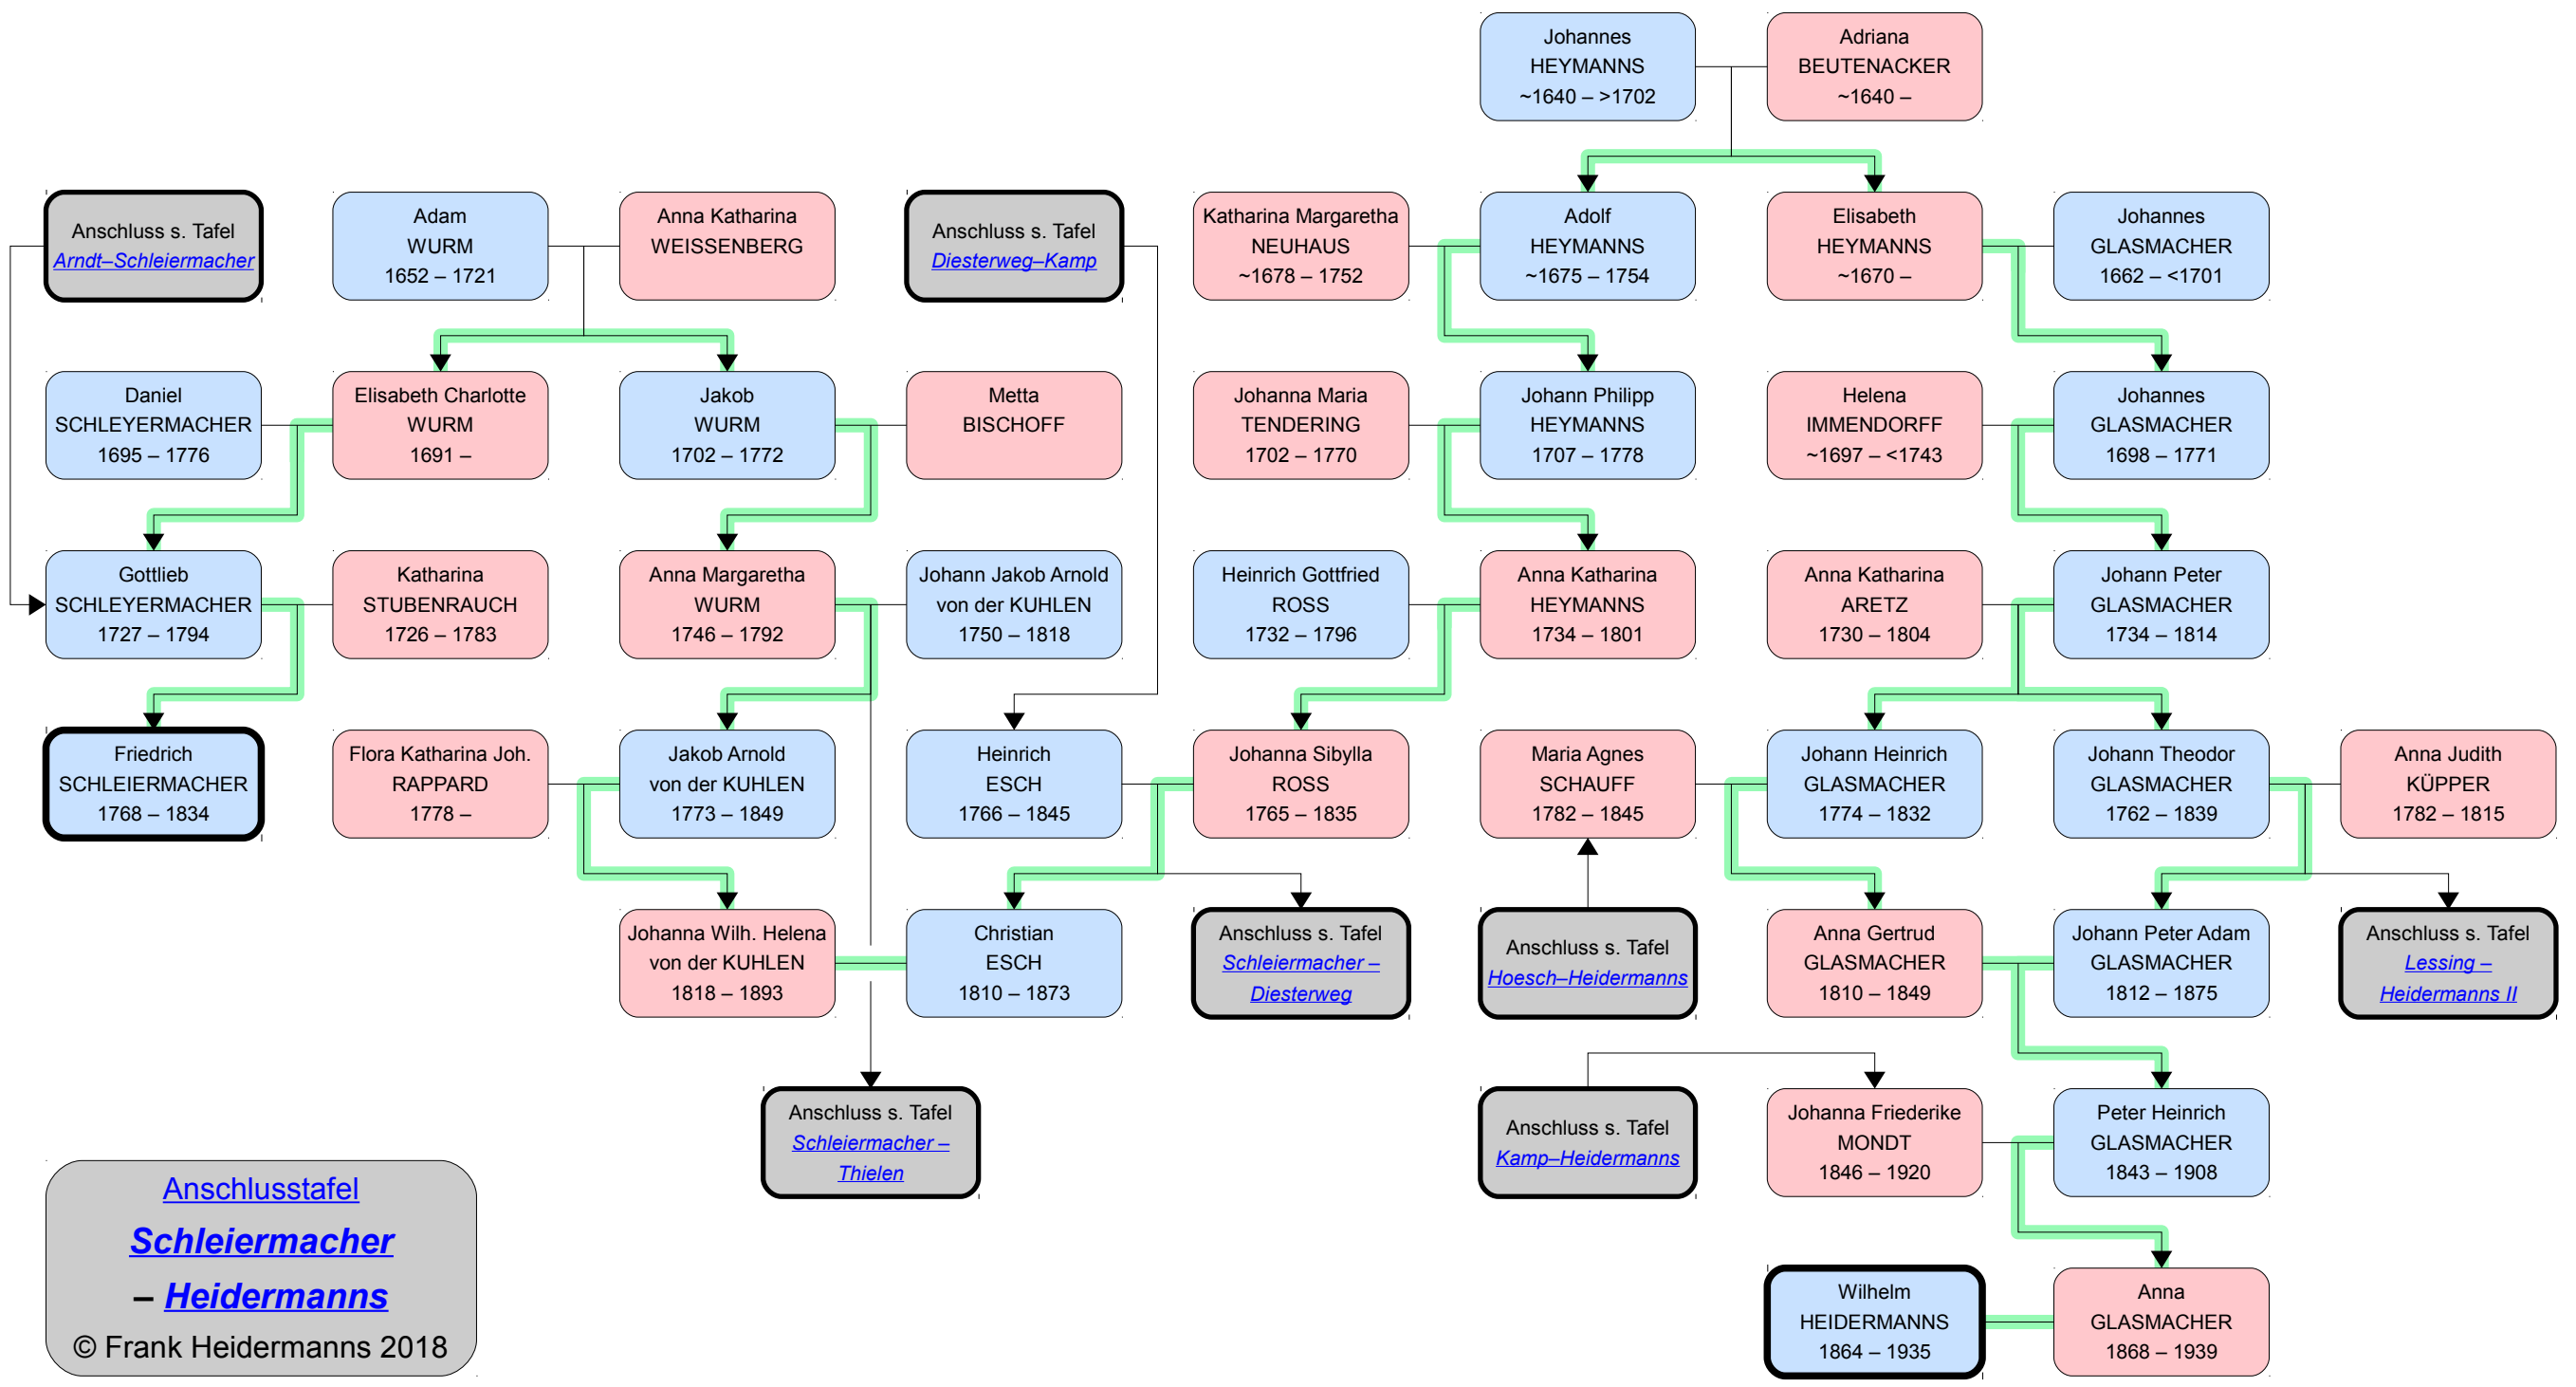 Johannes
HEYMANNS
~1640 – >1702
Adriana
BEUTENACKER
~1640 –
Anschluss s. Tafel
Arndt–Schleiermacher
Adam
WURM
1652 – 1721
Anna Katharina
WEISSENBERG
Anschluss s. Tafel
Diesterweg–Kamp
Katharina Margaretha
NEUHAUS
~1678 – 1752
Adolf
HEYMANNS
~1675 – 1754
Elisabeth
HEYMANNS
~1670 –
Johannes
GLASMACHER
1662 – <1701
Daniel
SCHLEYERMACHER
1695 – 1776
Elisabeth Charlotte
WURM
1691 –
Jakob
WURM
1702 – 1772
Metta
BISCHOFF
Johanna Maria
TENDERING
1702 – 1770
Johann Philipp
HEYMANNS
1707 – 1778
Helena
IMMENDORFF
~1697 – <1743
Johannes
GLASMACHER
1698 – 1771
Gottlieb
SCHLEYERMACHER
1727 – 1794
Katharina
STUBENRAUCH
1726 – 1783
Anna Margaretha
WURM
1746 – 1792
Johann Jakob Arnold
von der KUHLEN
1750 – 1818
Heinrich Gottfried
ROSS
1732 – 1796
Anna Katharina
HEYMANNS
1734 – 1801
Anna Katharina
ARETZ
1730 – 1804
Johann Peter
GLASMACHER
1734 – 1814
Friedrich
SCHLEIERMACHER
1768 – 1834
Flora Katharina Joh.
RAPPARD
1778 –
Jakob Arnold
von der KUHLEN
1773 – 1849
Heinrich
ESCH
1766 – 1845
Johanna Sibylla
ROSS
1765 – 1835
Maria Agnes
SCHAUFF
1782 – 1845
Johann Heinrich
GLASMACHER
1774 – 1832
Johann Theodor
GLASMACHER
1762 – 1839
Anna Judith
KÜPPER
1782 – 1815
Johanna Wilh. Helena
von der KUHLEN
1818 – 1893
Christian
ESCH
1810 – 1873
Anschluss s. Tafel
Schleiermacher –
Diesterweg
Anschluss s. Tafel
Hoesch–Heidermanns
Anna Gertrud
GLASMACHER
1810 – 1849
Johann Peter Adam
GLASMACHER
1812 – 1875
Anschluss s. Tafel
Lessing –
Heidermanns II
Anschluss s. Tafel
Schleiermacher –
Thielen
Anschluss s. Tafel
Kamp–Heidermanns
Johanna Friederike
MONDT
1846 – 1920
Peter Heinrich
GLASMACHER
1843 – 1908
Anschlusstafel
Schleiermacher
– Heidermanns
© Frank Heidermanns 2018
Wilhelm
HEIDERMANNS
1864 – 1935
Anna
GLASMACHER
1868 – 1939